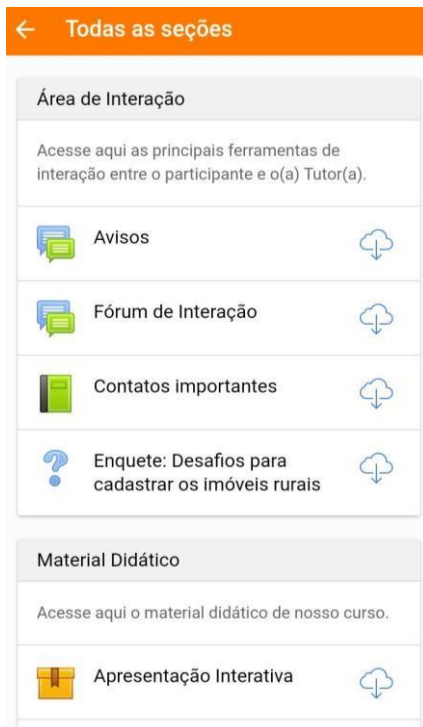 Todas as seções
Área de Interação
Acesse aqui as principais ferramentas de
interação entre o participante e o(a) Tutor(a).
Avisos
Fórum de Interação
Contatos importantes
Enquete: Desafios para
cadastrar os imóveis rurais
Material Didático
Acesse aqui o material didático de nosso curso.
Apresentação Interativa